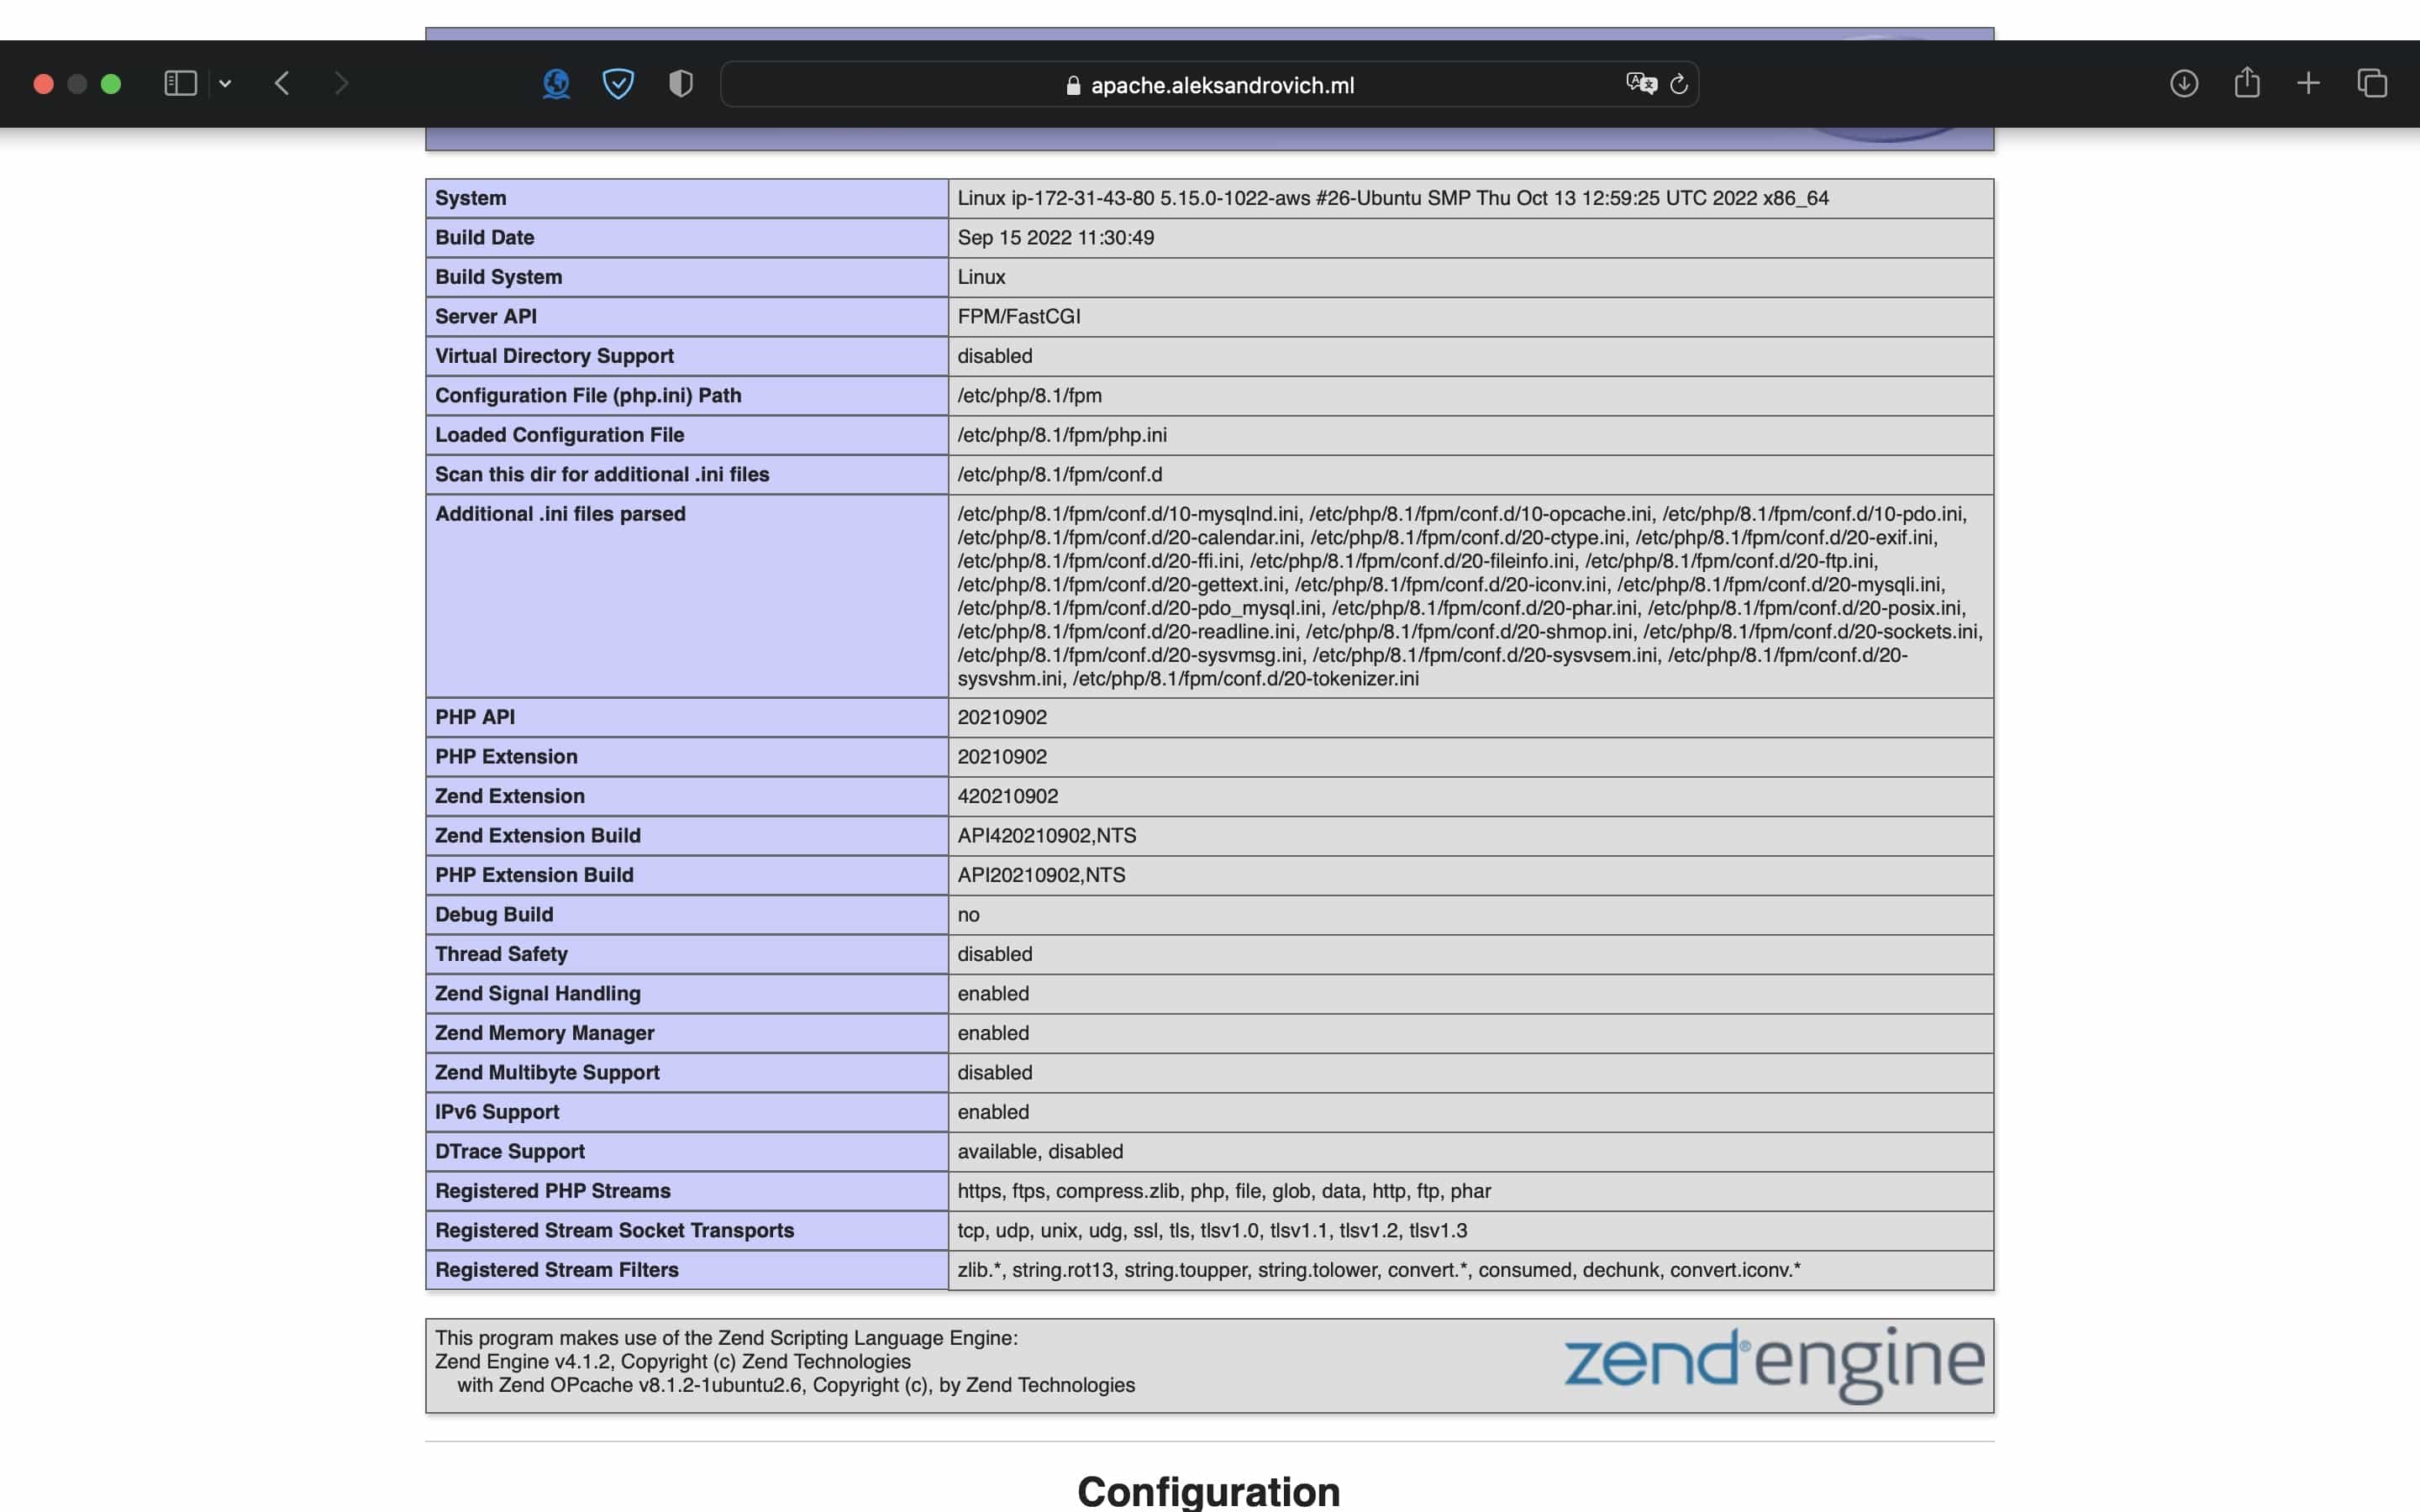 apache.aleksandrovich.ml
System Linux ip-172-31-43-80 5.15.0-1022-aws #26-Ubuntu SMP Thu Oct 13 12:59:25 UTC 2022 x86_64
Build Date Sep 15 2022 11:30:49
Build System Linux
Server API FPM/FastCGI
Virtual Directory Support disabled
Configuration File (php.ini) Path /etc/php/8.1/fpm
Loaded Configuration File /etc/php/8.1/fpm/php.ini
Scan this dir for additional .ini files /etc/php/8.1/fpm/conf.d
Additional .ini files parsed /etc/php/8.1/fpm/conf.d/10-mysqlnd.ini, /etc/php/8.1/fpm/conf.d/10-opcache.ini, /etc/php/8.1/fpm/conf.d/10-pdo.ini,
/etc/php/8.1/fpm/conf.d/20-calendar.ini, /etc/php/8.1/fpm/conf.d/20-ctype.ini, /etc/php/8.1/fpm/conf.d/20-exif.ini,
/etc/php/8.1/fpm/conf.d/20-ffi.ini, /etc/php/8.1/fpm/conf.d/20-fileinfo.ini, /etc/php/8.1/fpm/conf.d/20-ftp.ini,
/etc/php/8.1/fpm/conf.d/20-gettext.ini, /etc/php/8.1/fpm/conf.d/20-iconv.ini, /etc/php/8.1/fpm/conf.d/20-mysqli.ini,
/etc/php/8.1/fpm/conf.d/20-pdo_mysql.ini, /etc/php/8.1/fpm/conf.d/20-phar.ini, /etc/php/8.1/fpm/conf.d/20-posix.ini,
/etc/php/8.1/fpm/conf.d/20-readline.ini, /etc/php/8.1/fpm/conf.d/20-shmop.ini, /etc/php/8.1/fpm/conf.d/20-sockets.ini,
/etc/php/8.1/fpm/conf.d/20-sysvmsg.ini, /etc/php/8.1/fpm/conf.d/20-sysvsem.ini, /etc/php/8.1/fpm/conf.d/20-
sysvshm.ini, /etc/php/8.1/fpm/conf.d/20-tokenizer.ini
PHP API 20210902
PHP Extension 20210902
Zend Extension 420210902
Zend Extension Build API420210902,NTS
PHP Extension Build API20210902,NTS
Debug Build no
Thread Safety disabled
Zend Signal Handling enabled
Zend Memory Manager enabled
Zend Multibyte Support disabled
IPv6 Support enabled
DTrace Support available, disabled
Registered PHP Streams https, ftps, compress.zlib, php, file, glob, data, http, ftp, phar
Registered Stream Socket Transports tcp, udp, unix, udg, ssl, tls, tlsv1.0, tlsv1.1, tlsv1.2, tlsv1.3
Registered Stream Filters zlib.*, string.rot13, string.toupper, string.tolower, convert.*, consumed, dechunk, convert.iconv.*
This program makes use of the Zend Scripting Language Engine:
Zend Engine v4.1.2, Copyright (c) Zend Technologies
with Zend OPcache v8.1.2-1ubuntu2.6, Copyright (c), by Zend Technologies
zend®engine
Configuration